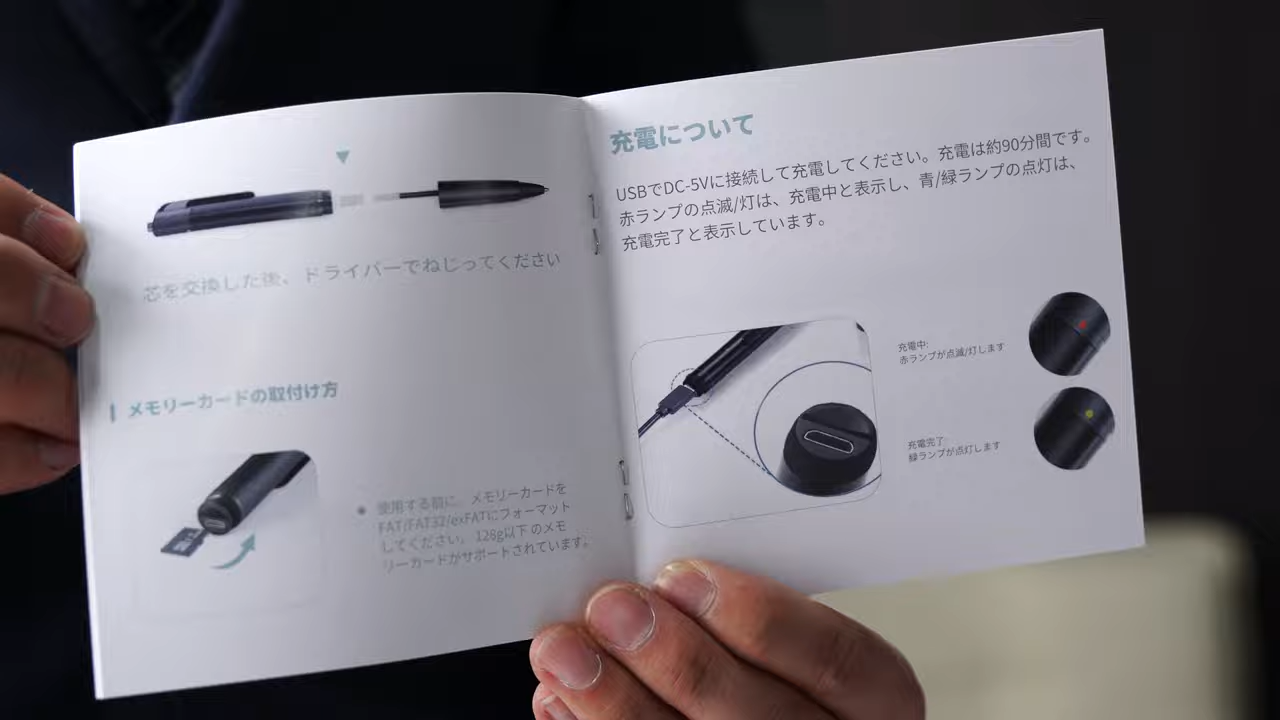 芯を交換した後、ドライバーでねじってください
メモリーカードの取付け方
使用する前に、メモリーカードを
FAT/FAT32/exFATにフォーマット
してください。128g以下のメモ
リーカードがサポートされています。
充電について
USBでDC-5Vに接続して充電してください。充電は約90分間です。
赤ランプの点滅/灯は、充電中と表示し、青/緑ランプの点灯は、
充電完了と表示しています。
充電中:
赤ランプが点滅/灯します
充電完了:
緑ランプが点灯します